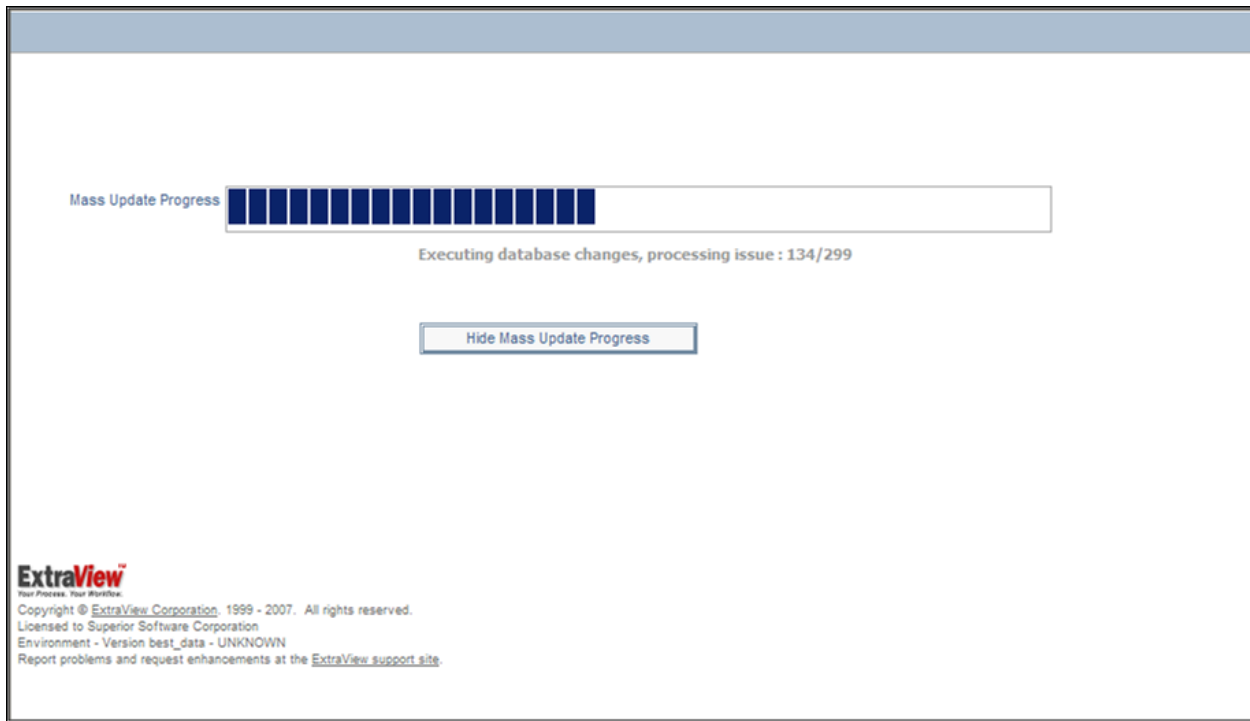 Mass Update Progress
Executing database changes, processing issue : 134/299
Hide Mass Update Progress
ExtraView™
Your Process. Your Workflow.
Copyright © ExtraView Corporation. 1999 - 2007. All rights reserved.
Licensed to Superior Software Corporation
Environment - Version best_data - UNKNOWN
Report problems and request enhancements at the ExtraView support site.